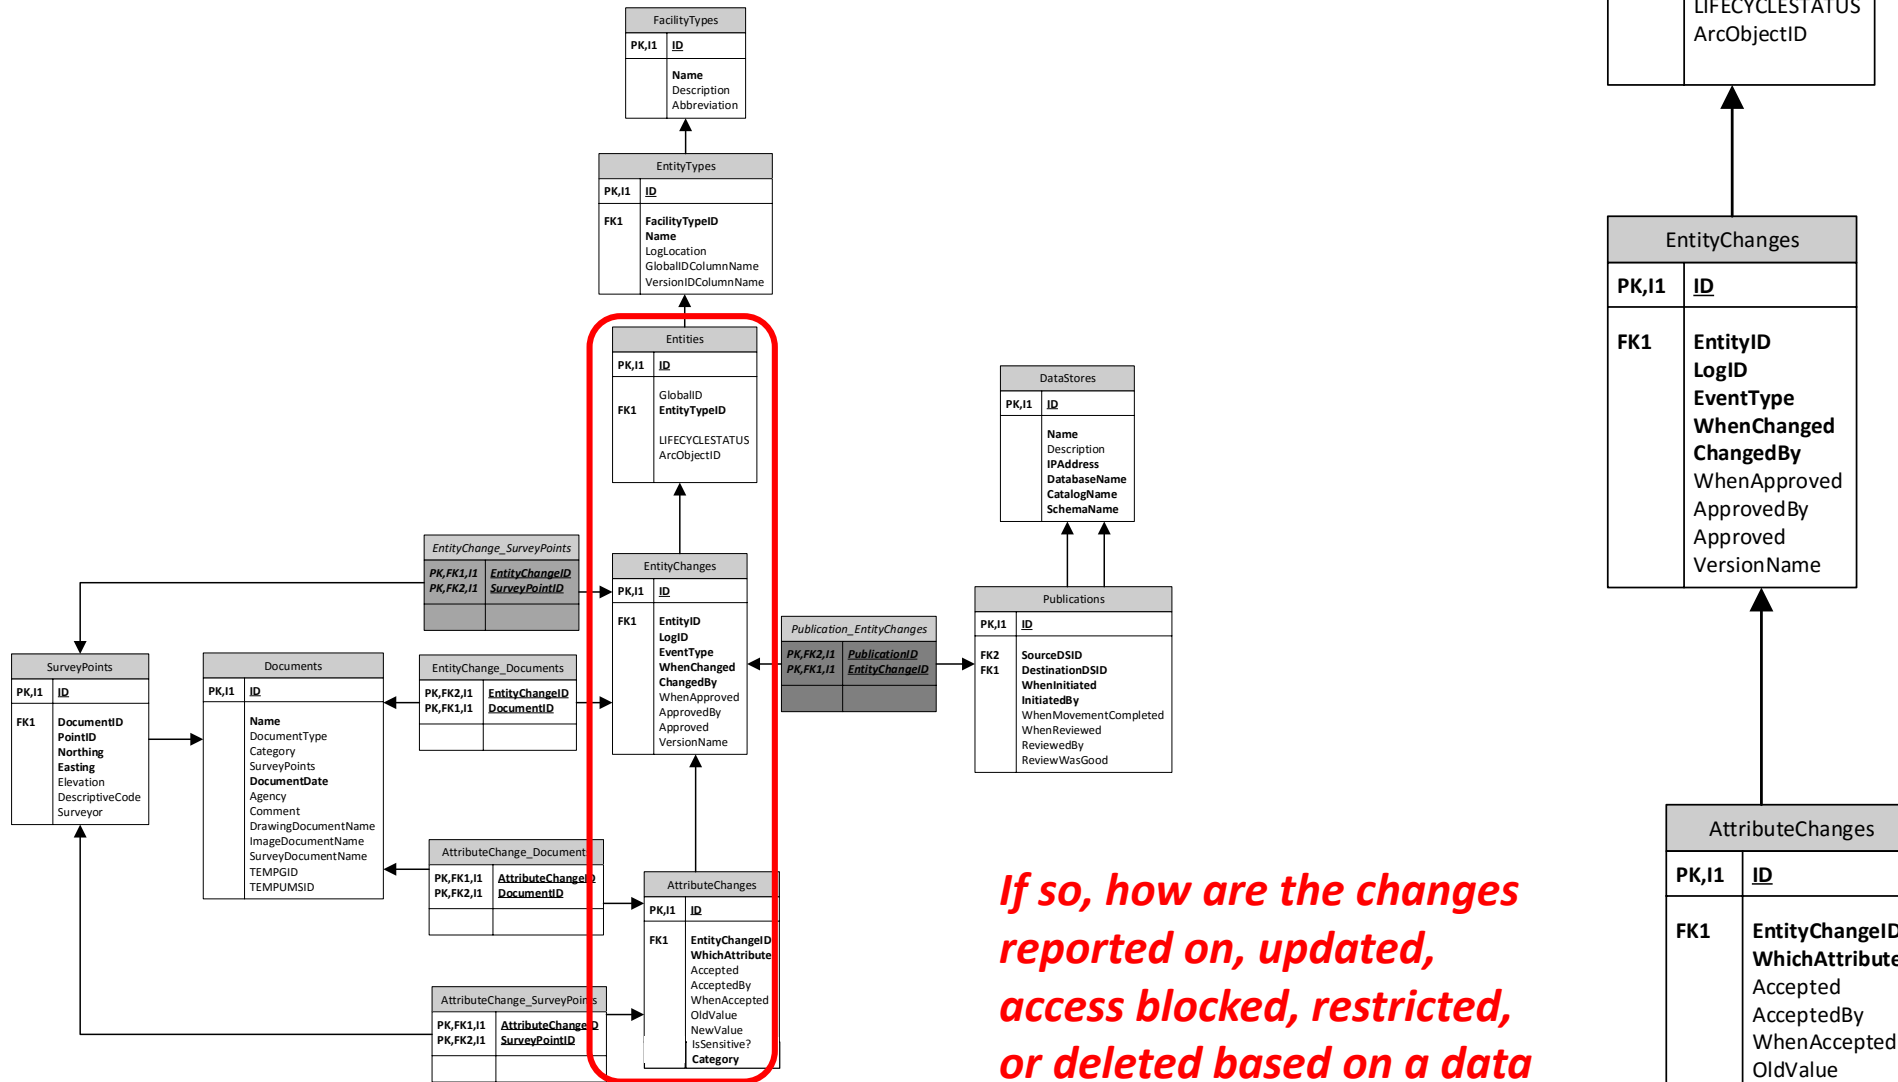 FacilityTypes
PK,I1 ID
Name
Description
Abbreviation
EntityTypes
PK,I1 ID
FK1 FacilityTypeID
Name
LogLocation
GlobalIDColumnName
VersionIDColumnName
Entities
PK,I1 ID
GlobalID
FK1 EntityTypeID
LIFECYCLESTATUS
ArcObjectID
DataStores
PK,I1 ID
Name
Description
IPAddress
DatabaseName
CatalogName
SchemaName
EntityChange_SurveyPoints
PK,FK1,I1 EntityChangeID
PK,FK2,I1 SurveyPointID
EntityChanges
PK,I1 ID
FK1 EntityID
LogID
EventType
WhenChanged
ChangedBy
WhenApproved
ApprovedBy
Approved
VersionName
Publication_EntityChanges
PK,FK2,I1 PublicationID
PK,FK1,I1 EntityChangeID
Publications
PK,I1 ID
FK2 SourceDSID
FK1 DestinationDSID
WhenInitiated
InitiatedBy
WhenMovementCompleted
WhenReviewed
ReviewedBy
ReviewWasGood
SurveyPoints
PK,I1 ID
FK1 DocumentID
PointID
Northing
Easting
Elevation
DescriptiveCode
Surveyor
Documents
PK,I1 ID
Name
DocumentType
Category
SurveyPoints
DocumentDate
Agency
Comment
DrawingDocumentName
ImageDocumentName
SurveyDocumentName
TEMPGID
TEMPUMSID
EntityChange_Documents
PK,FK2,I1 EntityChangeID
PK,FK1,I1 DocumentID
AttributeChange_Document
PK,FK1,I1 AttributeChangeID
PK,FK2,I1 DocumentID
AttributeChanges
PK,I1 ID
FK1 EntityChangeID
WhichAttribute
Accepted
AcceptedBy
WhenAccepted
OldValue
NewValue
IsSensitive?
Category
AttributeChange_SurveyPoints
PK,FK1,I1 AttributeChangeID
PK,FK2,I1 SurveyPointID
If so, how are the changes
reported on, updated,
access blocked, restricted,
or deleted based on a data
LIFECYCLESTATUS
ArcObjectID
EntityChanges
PK,I1 ID
FK1 EntityID
LogID
EventType
WhenChanged
ChangedBy
WhenApproved
ApprovedBy
Approved
VersionName
AttributeChanges
PK,I1 ID
FK1 EntityChangeID
WhichAttribute
Accepted
AcceptedBy
WhenAccepted
OldValue